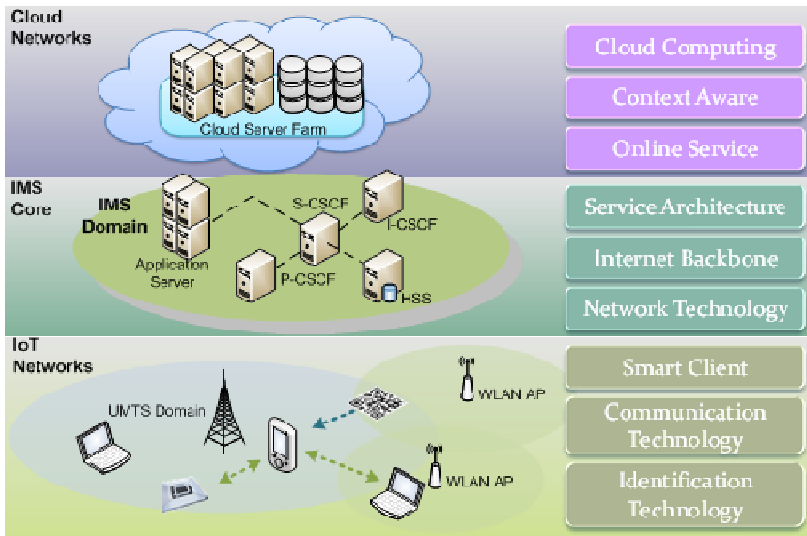 Cloud
Networks
Cloud Server Farm
Cloud Computing
Context Aware
Online Service
IMS
Core
IMS
Domain
S-CSCF
I-CSCF
Application
Server
P-CSCF
HSS
Service Architecture
Internet Backbone
Network Technology
IoT
Networks
UMTS Domain
WLAN AP
WLAN AP
Smart Client
Communication
Technology
Identification
Technology